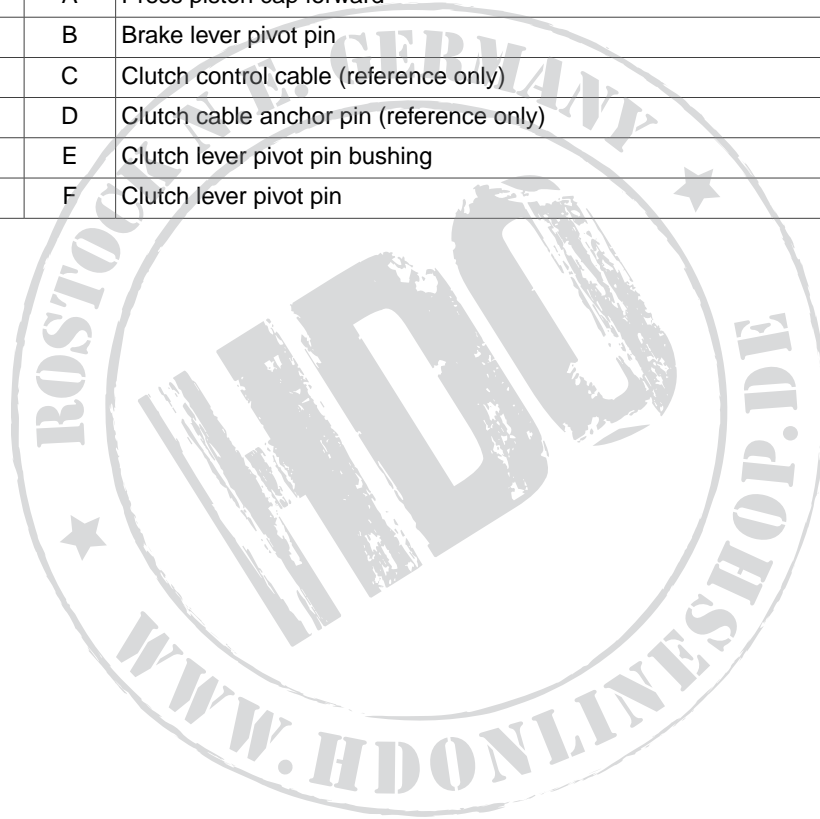 A Press piston cap forward
B Brake lever pivot pin
C Clutch control cable (reference only)
D Clutch cable anchor pin (reference only)
E Clutch lever pivot pin bushing
F Clutch lever pivot pin
ROSTOCK N.E. GERMANY
HDO
WWW.HDONLINESHOP.DE